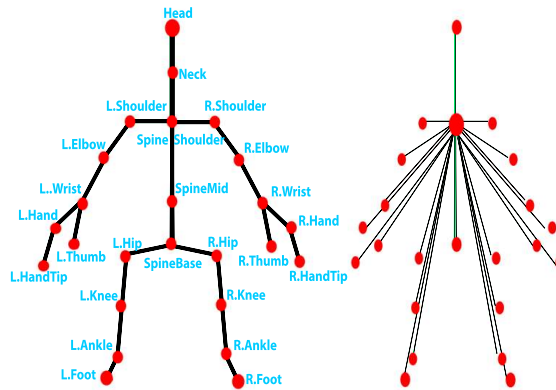 Head
Neck
L.Shoulder R.Shoulder
Spine Shoulder
L.Elbow R.Elbow
SpineMid
L..Wrist R.Wrist
L.Hand R.Hand
L.Hip R.Hip
L.Thumb R.Thumb
SpineBase
L.HandTip R.HandTip
L.Knee R.Knee
L.Ankle R.Ankle
L.Foot R.Foot